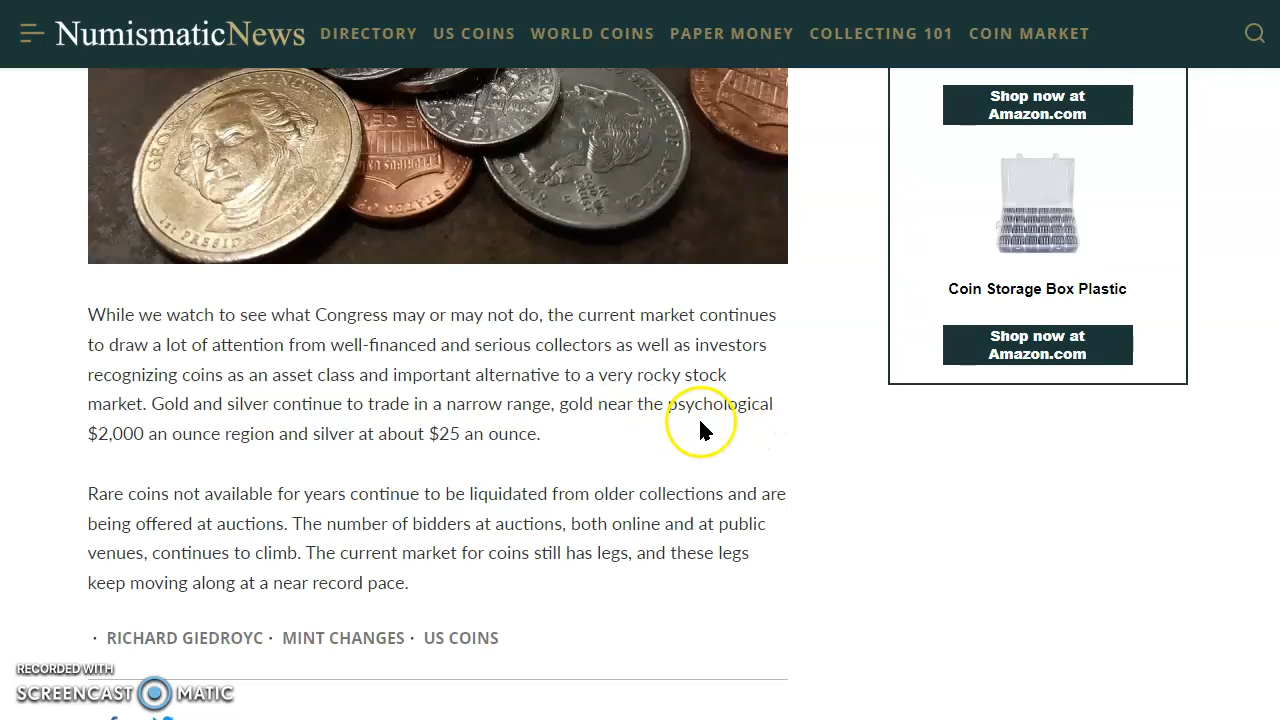 NumismaticNews DIRECTORY US COINS WORLD COINS PAPER MONEY COLLECTING 101 COIN MARKET
GEORGE WASHINGTON
PRESIDENT
ONE DIME
Shop now at
Amazon.com
Coin Storage Box Plastic
Shop now at
Amazon.com
While we watch to see what Congress may or may not do, the current market continues
to draw a lot of attention from well-financed and serious collectors as well as investors
recognizing coins as an asset class and important alternative to a very rocky stock
market. Gold and silver continue to trade in a narrow range, gold near the psychological
$2,000 an ounce region and silver at about $25 an ounce.
Rare coins not available for years continue to be liquidated from older collections and are
being offered at auctions. The number of bidders at auctions, both online and at public
venues, continues to climb. The current market for coins still has legs, and these legs
keep moving along at a near record pace.
· RICHARD GIEDROYC · MINT CHANGES · US COINS
RECORDED WITH
SCREENCAST MATIC